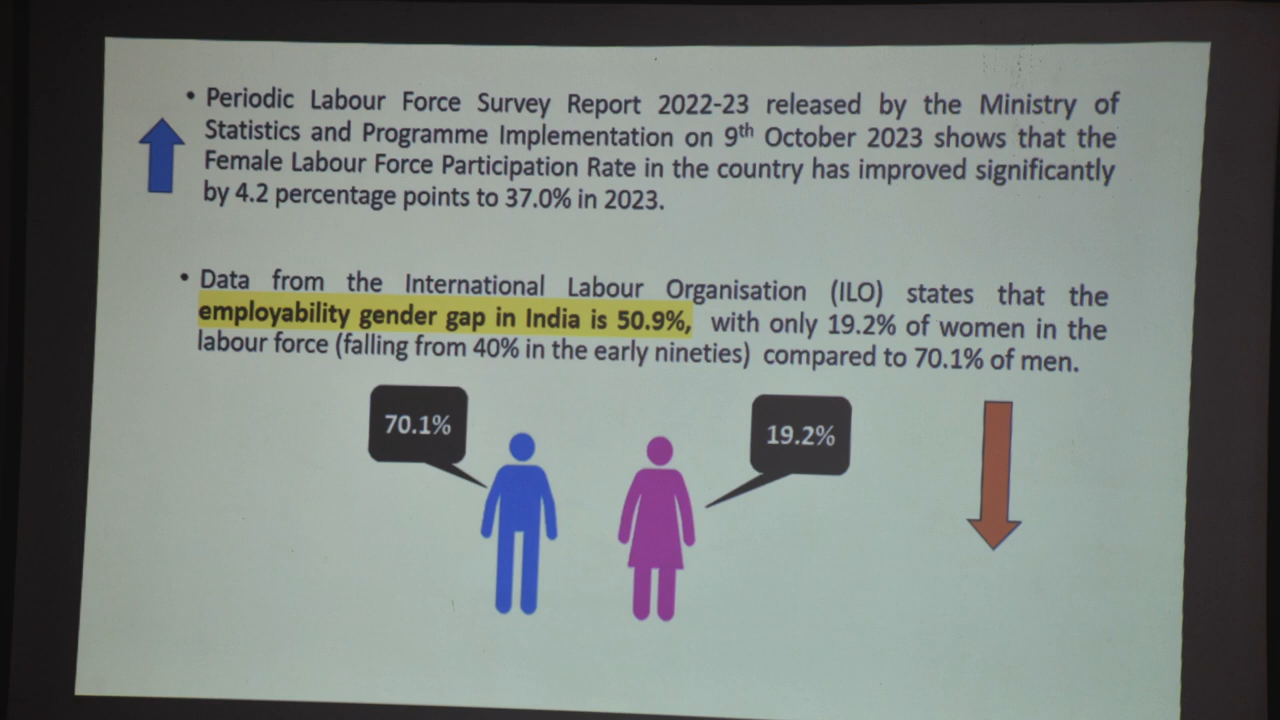 • Periodic Labour Force Survey Report 2022-23 released by the Ministry of
Statistics and Programme Implementation on 9th October 2023 shows that the
Female Labour Force Participation Rate in the country has improved significantly
by 4.2 percentage points to 37.0% in 2023.
• Data from the International Labour Organisation (ILO) states that the
employability gender gap in India is 50.9%, with only 19.2% of women in the
labour force (falling from 40% in the early nineties) compared to 70.1% of men.
70.1%
19.2%